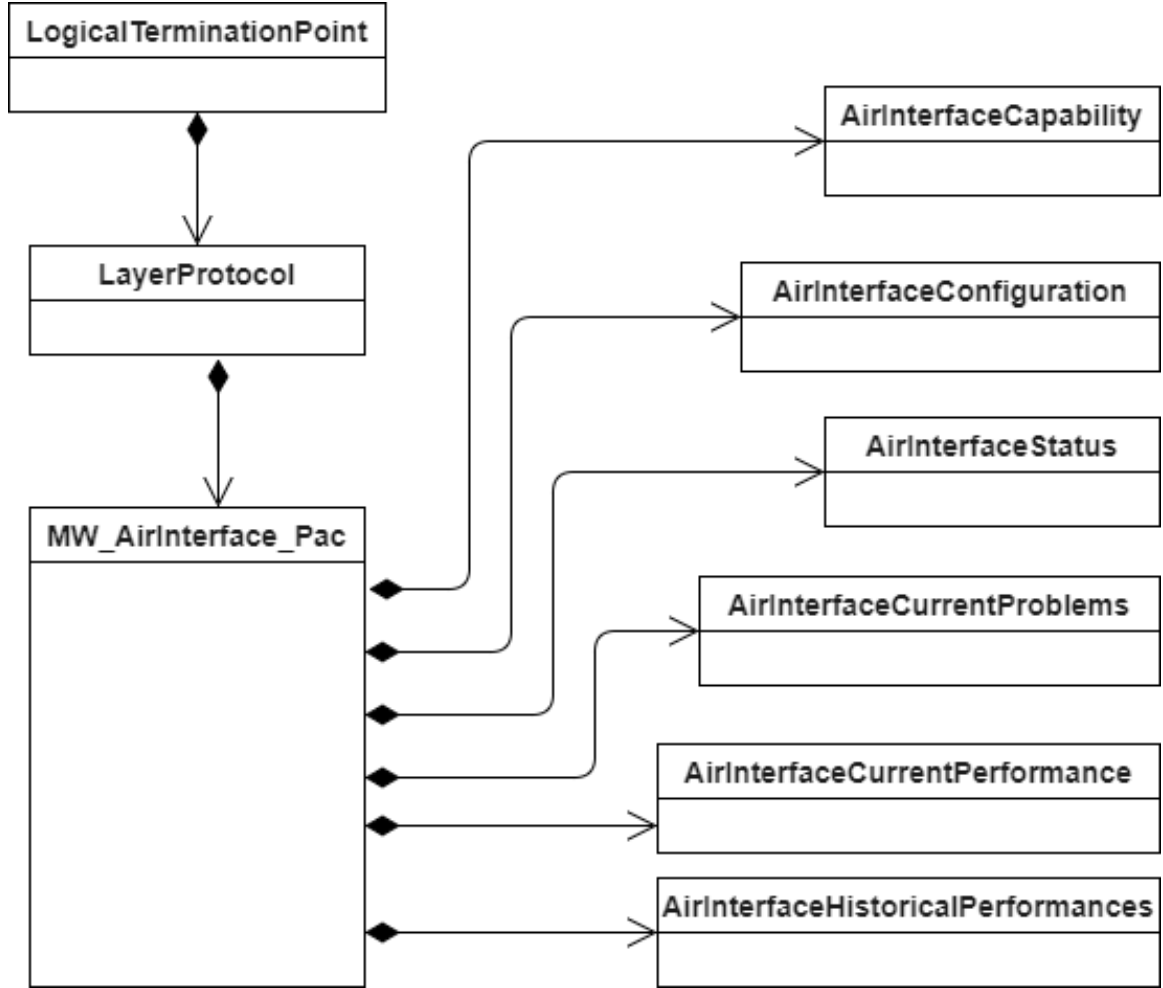 LogicalTerminationPoint
AirInterfaceCapability
LayerProtocol
AirInterfaceConfiguration
AirInterfaceStatus
MW_AirInterface_Pac
AirInterfaceCurrentProblems
AirInterfaceCurrentPerformance
AirInterfaceHistoricalPerformances